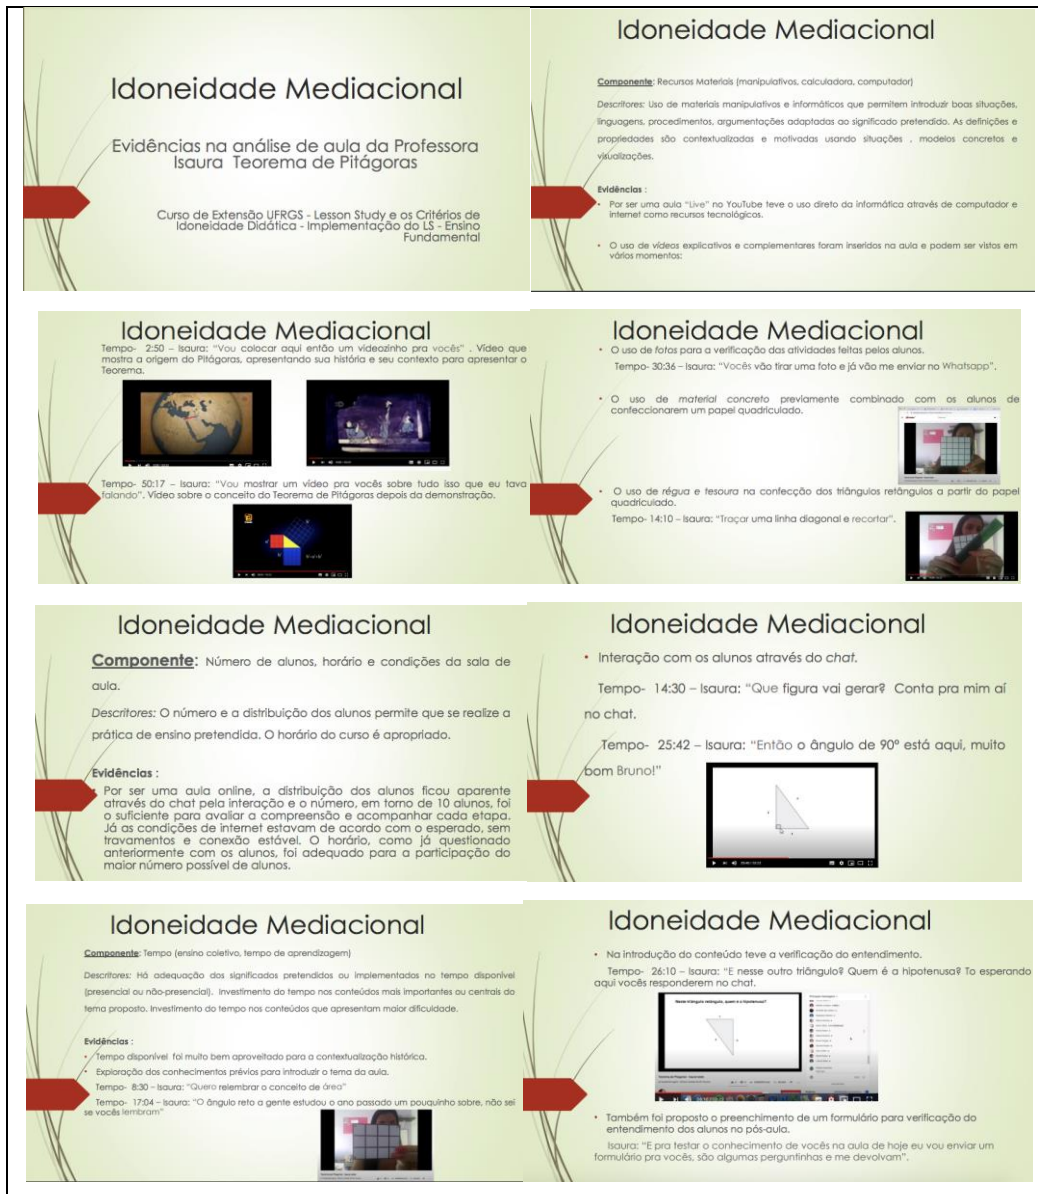 Idoneidade Mediacional
Evidências na análise de aula da Professora
Isaura Teorema de Pitágoras
Curso de Extensão UFRGS - Lesson Study e os Critérios de
Idoneidade Didática - Implementação do LS - Ensino
Fundamental
Idoneidade Mediacional
Componente: Recursos Materiais (manipulativos, calculadora, computador)
Descritores: Uso de materiais manipulativos e informáticos que permitem introduzir boas situações,
linguagens, procedimentos, argumentações adaptadas ao significado pretendido. As definições e
propriedades são contextualizadas e motivadas usando situações , modelos concretos e
visualizações.
Evidências :
• Por ser uma aula "Live" no YouTube teve o uso direto da informática através de computador e
internet como recursos tecnológicos.
• O uso de vídeos explicativos e complementares foram inseridos na aula e podem ser vistos em
vários momentos:
Idoneidade Mediacional
Tempo- 2:50 – Isaura: "Vou colocar aqui então um videozinho pra vocês" . Vídeo que
mostra a origem do Pitágoras, apresentando sua história e seu contexto para apresentar o
Teorema.
Tempo- 50:17 – Isaura: "Vou mostrar um vídeo pra vocês sobre tudo isso que eu tava
falando". Vídeo sobre o conceito do Teorema de Pitágoras depois da demonstração.
Idoneidade Mediacional
• O uso de fotos para a verificação das atividades feitas pelos alunos.
Tempo- 30:36 – Isaura: "Vocês vão tirar uma foto e já vão me enviar no Whatsapp".
• O uso de material concreto previamente combinado com os alunos de
confeccionarem um papel quadriculado.
• O uso de régua e tesoura na confecção dos triângulos retângulos a partir do papel
quadriculado.
Tempo- 14:10 – Isaura: "Traçar uma linha diagonal e recortar".
Idoneidade Mediacional
Componente: Número de alunos, horário e condições da sala de
aula.
Descritores: O número e a distribuição dos alunos permite que se realize a
prática de ensino pretendida. O horário do curso é apropriado.
Evidências :
• Por ser uma aula online, a distribuição dos alunos ficou aparente
através do chat pela interação e o número, em torno de 10 alunos, foi
o suficiente para avaliar a compreensão e acompanhar cada etapa.
Já as condições de internet estavam de acordo com o esperado, sem
travamentos e conexão estável. O horário, como já questionado
anteriormente com os alunos, foi adequado para a participação do
maior número possível de alunos.
Idoneidade Mediacional
• Interação com os alunos através do chat.
Tempo- 14:30 – Isaura: "Que figura vai gerar? Conta pra mim aí
no chat.
Tempo- 25:42 – Isaura: "Então o ângulo de 90º está aqui, muito
bom Bruno!"
Idoneidade Mediacional
Componente: Tempo (ensino coletivo, tempo de aprendizagem)
Descritores: Há adequação dos significados pretendidos ou implementados no tempo disponível
(presencial ou não-presencial). Investimento do tempo nos conteúdos mais importantes ou centrais do
tema proposto. Investimento do tempo nos conteúdos que apresentam maior dificuldade.
Evidências :
• Tempo disponível foi muito bem aproveitado para a contextualização histórica.
• Exploração dos conhecimentos prévios para introduzir o tema da aula.
Tempo- 8:30 – Isaura: "Quero relembrar o conceito de área"
Tempo- 17:04 – Isaura: "O ângulo reto a gente estudou o ano passado um pouquinho sobre, não sei
se vocês lembram"
Idoneidade Mediacional
• Na introdução do conteúdo teve a verificação do entendimento.
Tempo- 26:10 – Isaura: "E nesse outro triângulo? Quem é a hipotenusa? To esperando
aqui vocês responderem no chat.
Neste triângulo retângulo, quem é a hipotenusa?
• Também foi proposto o preenchimento de um formulário para verificação do
entendimento dos alunos no pós-aula.
Isaura: "E pra testar o conhecimento de vocês na aula de hoje eu vou enviar um
formulário pra vocês, são algumas perguntinhas e me devolvam".